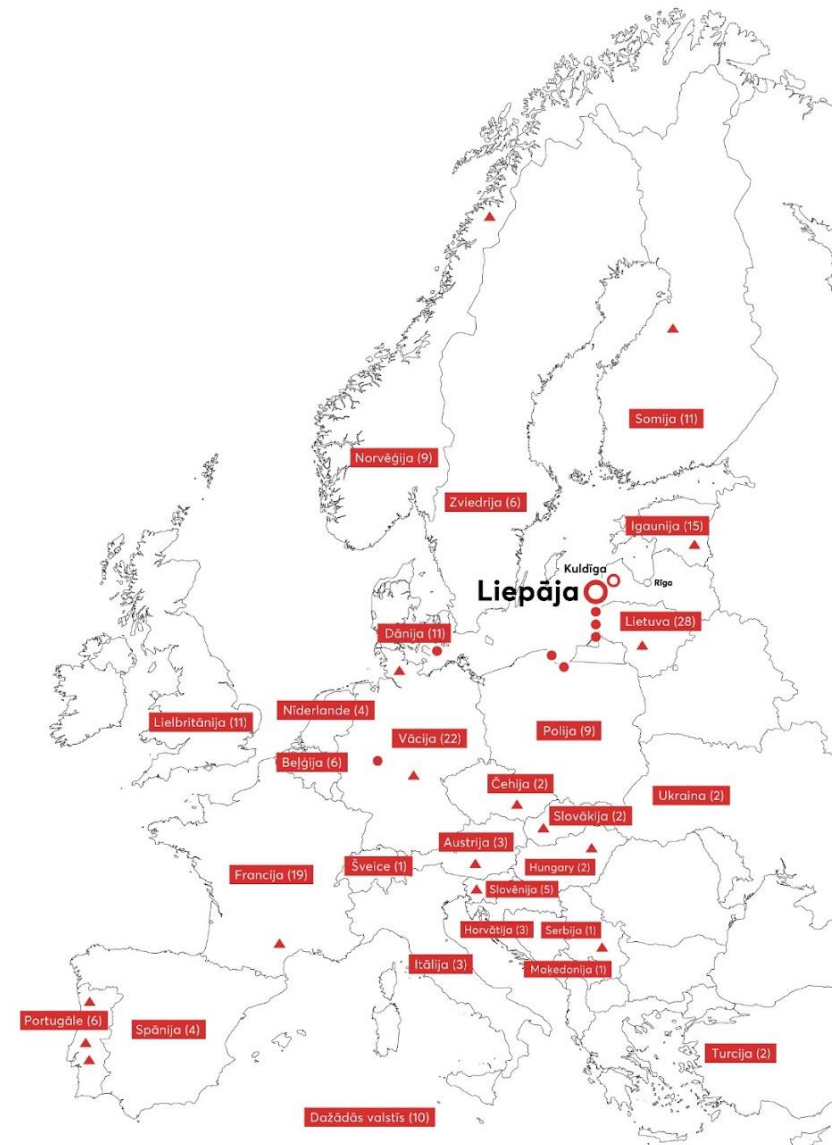 Somija (11)
Norvēģija (9)
Zviedrija (6)
Igaunija (15)
Kuldīga
Rīga
Liepāja
Lietuva (28)
Dānija (11)
Nīderlande (4)
Lielbritānija (11)
Vācija (22)
Polija (9)
Beļģija (6)
Čehija (2)
Ukraina (2)
Slovākija (2)
Austrija (3)
Šveice (1)
Hungary (2)
Francija (19)
Slovēnija (5)
Horvātija (3)
Serbija (1)
Itālija (3)
Maķedonija (1)
Portugāle (6)
Spānija (4)
Turcija (2)
Dažādās valstīs (10)